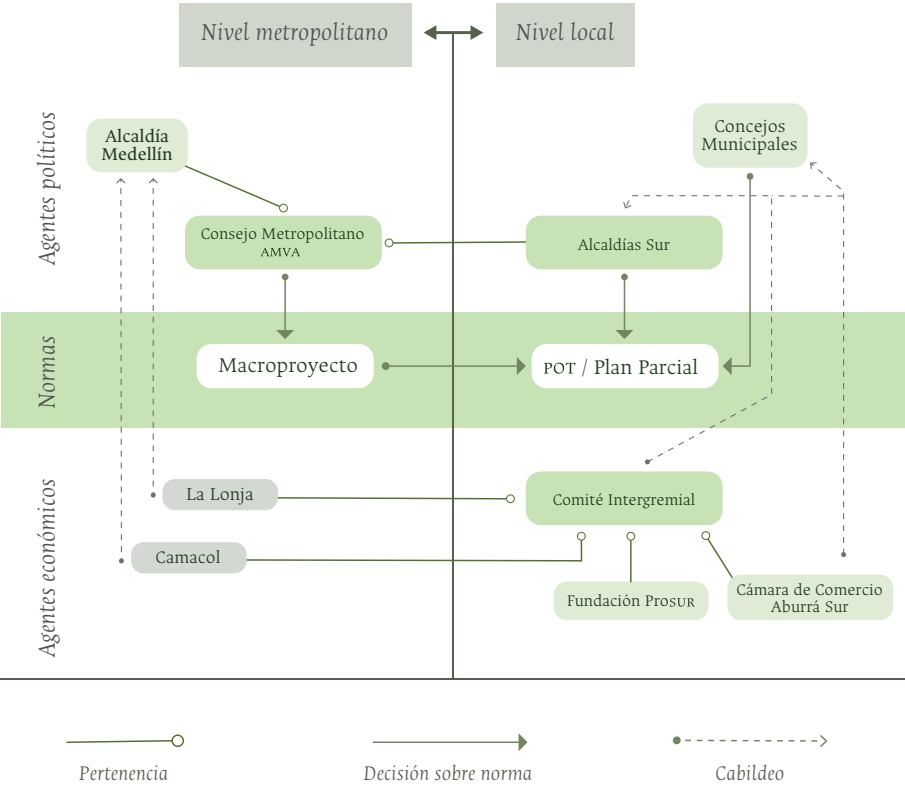 Nivel metropolitano
Nivel local
Agentes políticos
Alcaldía
Medellín
Concejos
Municipales
Consejo Metropolitano
AMVA
Alcaldías Sur
Normas
Macroproyecto
POT / Plan Parcial
Agentes económicos
La Lonja
Comité Intergremial
Camacol
Fundación ProSUR
Cámara de Comercio
Aburrá Sur
Pertenencia
Decisión sobre norma
Cabildeo